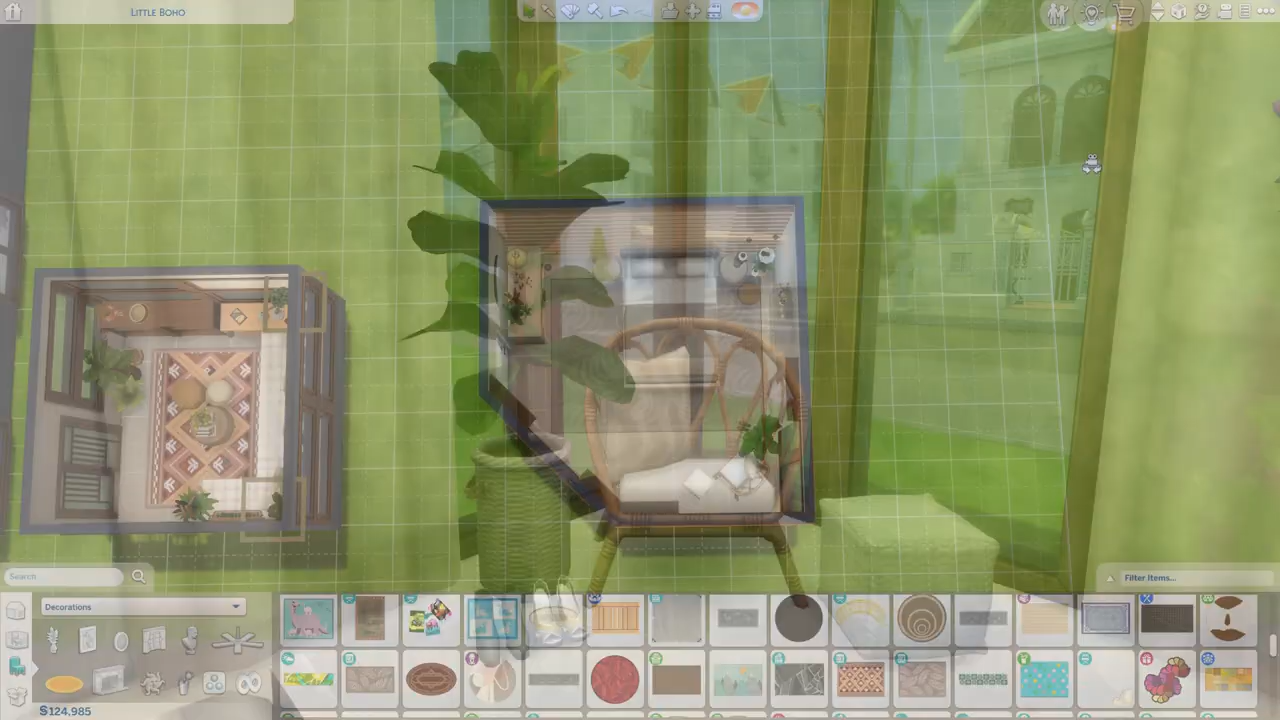 Little Boho
Search
Filter Items...
Decorations
§124,985